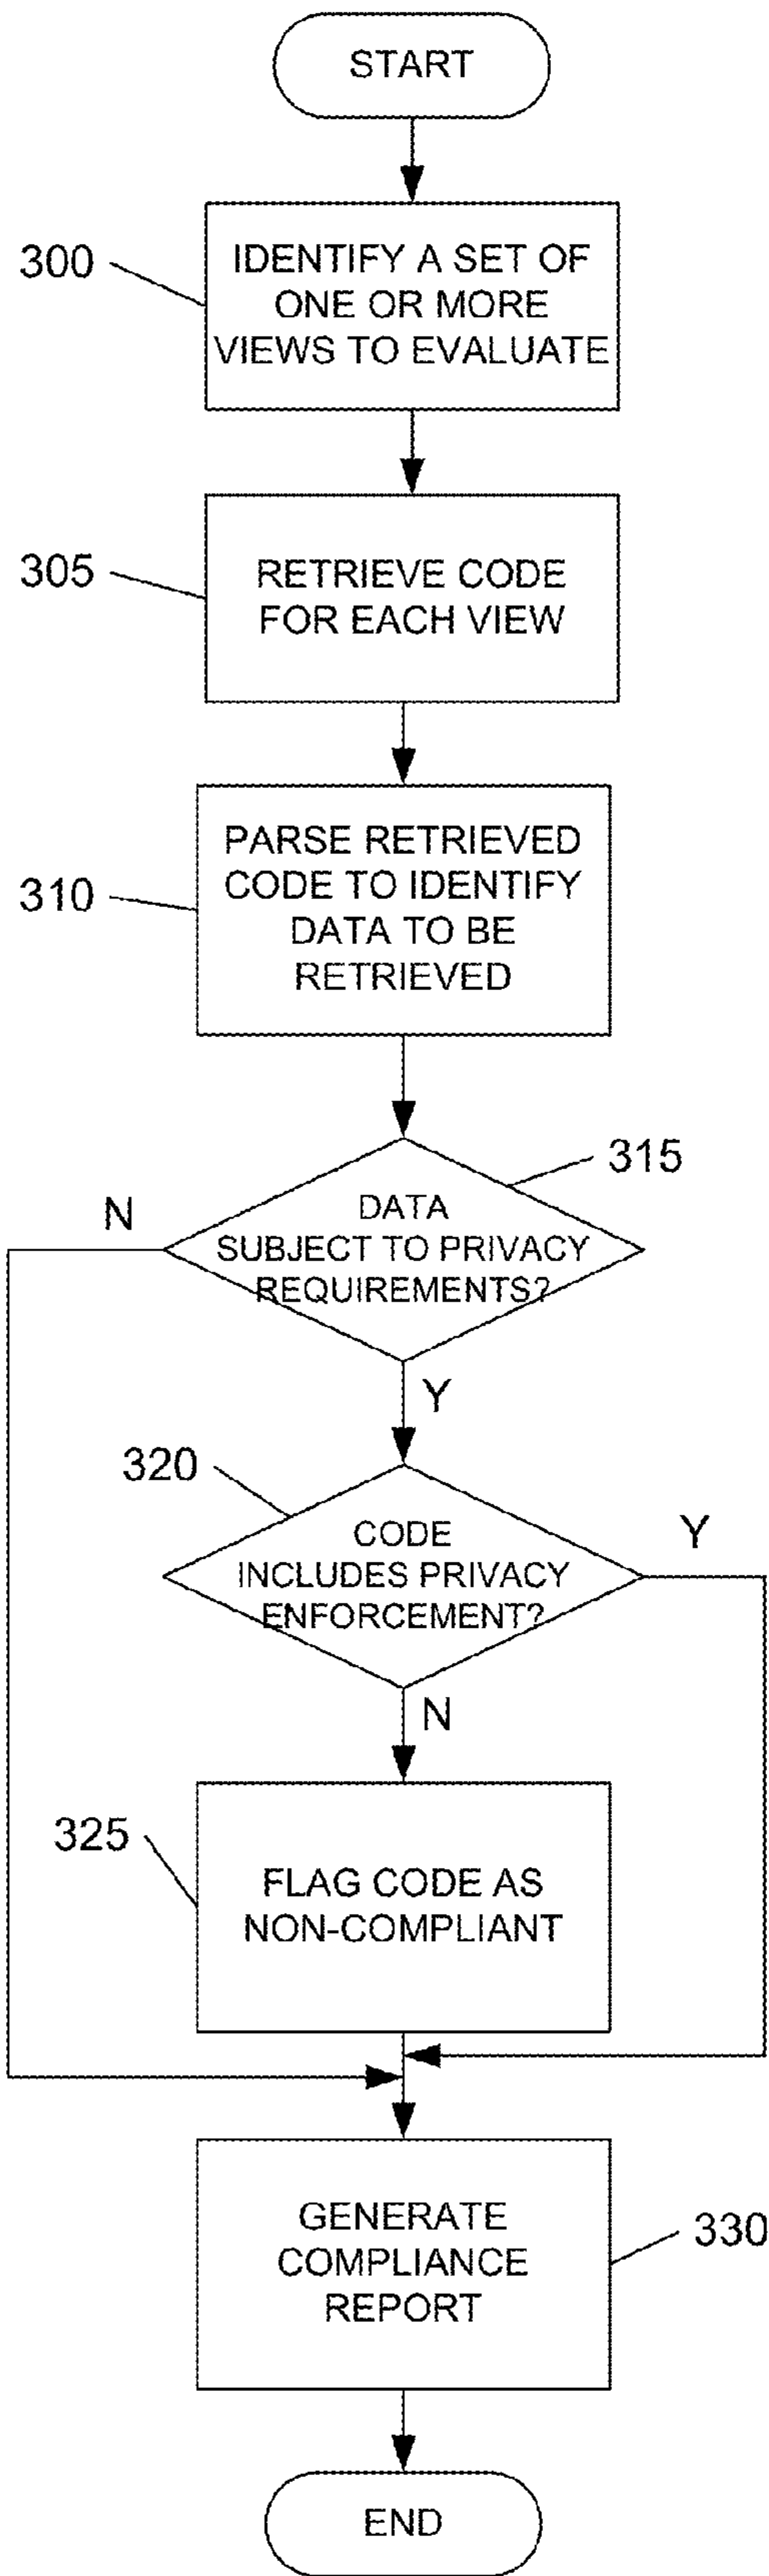 START
300
IDENTIFY A SET OF
ONE OR MORE
VIEWS TO EVALUATE
305
RETRIEVE CODE
FOR EACH VIEW
310
PARSE RETRIEVED
CODE TO IDENTIFY
DATA TO BE
RETRIEVED
315
N
DATA
SUBJECT TO PRIVACY
REQUIREMENTS?
Y
320
CODE
INCLUDES PRIVACY
ENFORCEMENT?
Y
N
325
FLAG CODE AS
NON-COMPLIANT
GENERATE
COMPLIANCE
REPORT
330
END